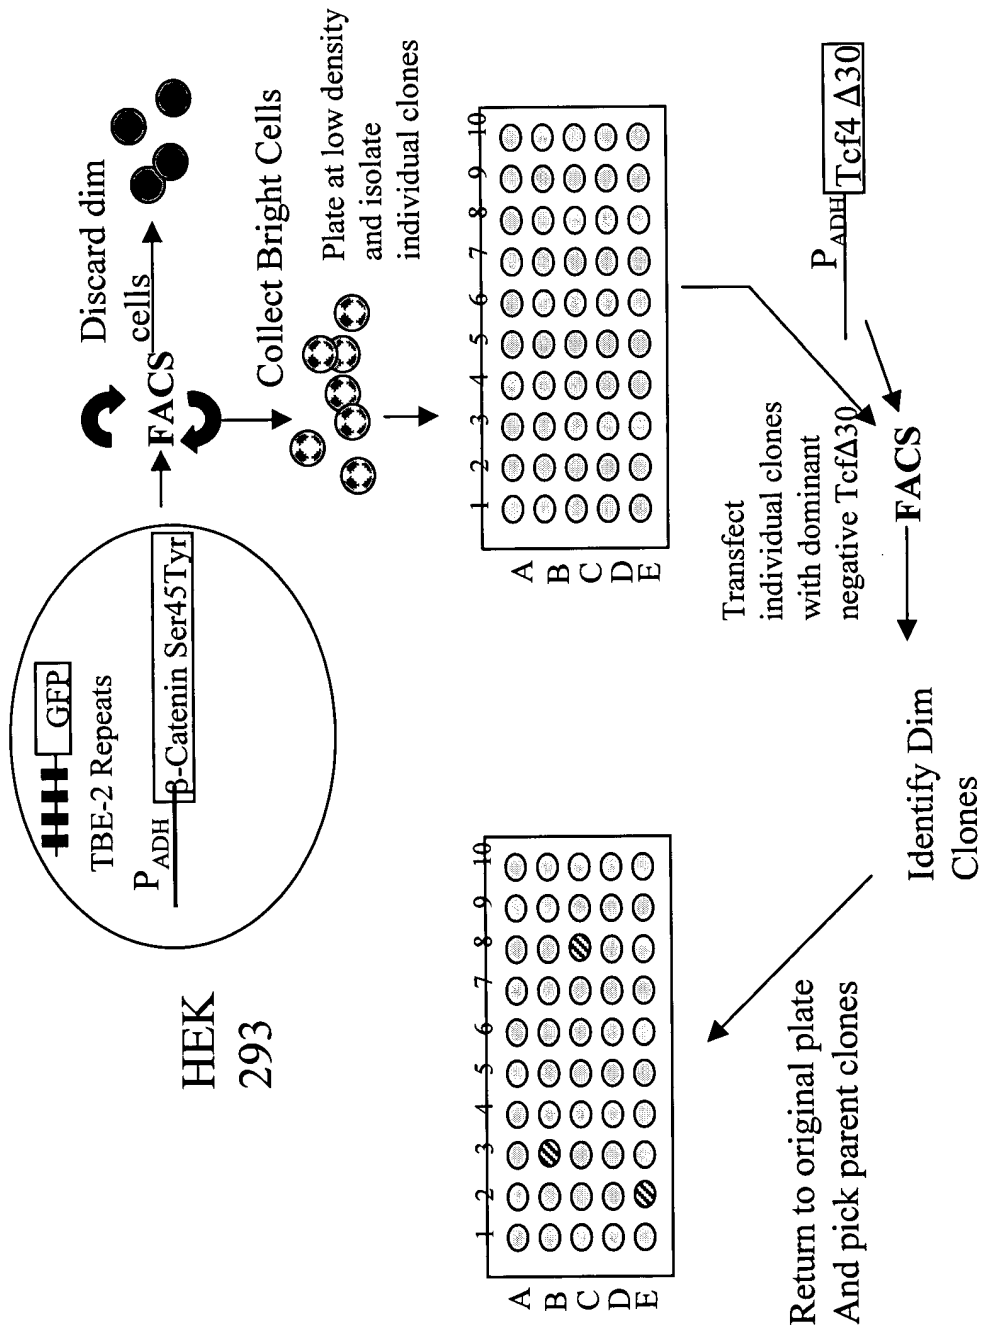 HEK
293
GFP
TBE-2 Repeats
P ADH
β-Catenin Ser45Tyr
FACS
Discard dim
cells
Collect Bright Cells
Plate at low density
and isolate
individual clones
1 2 3 4 5 6 7 8 9 10
A
B
C
D
E
P ADH
Tcf4 Δ30
Transfect
individual clones
with dominant
negative TcfΔ30
FACS
Identify Dim
Clones
1 2 3 4 5 6 7 8 9 10
A
B
C
D
E
Return to original plate
And pick parent clones